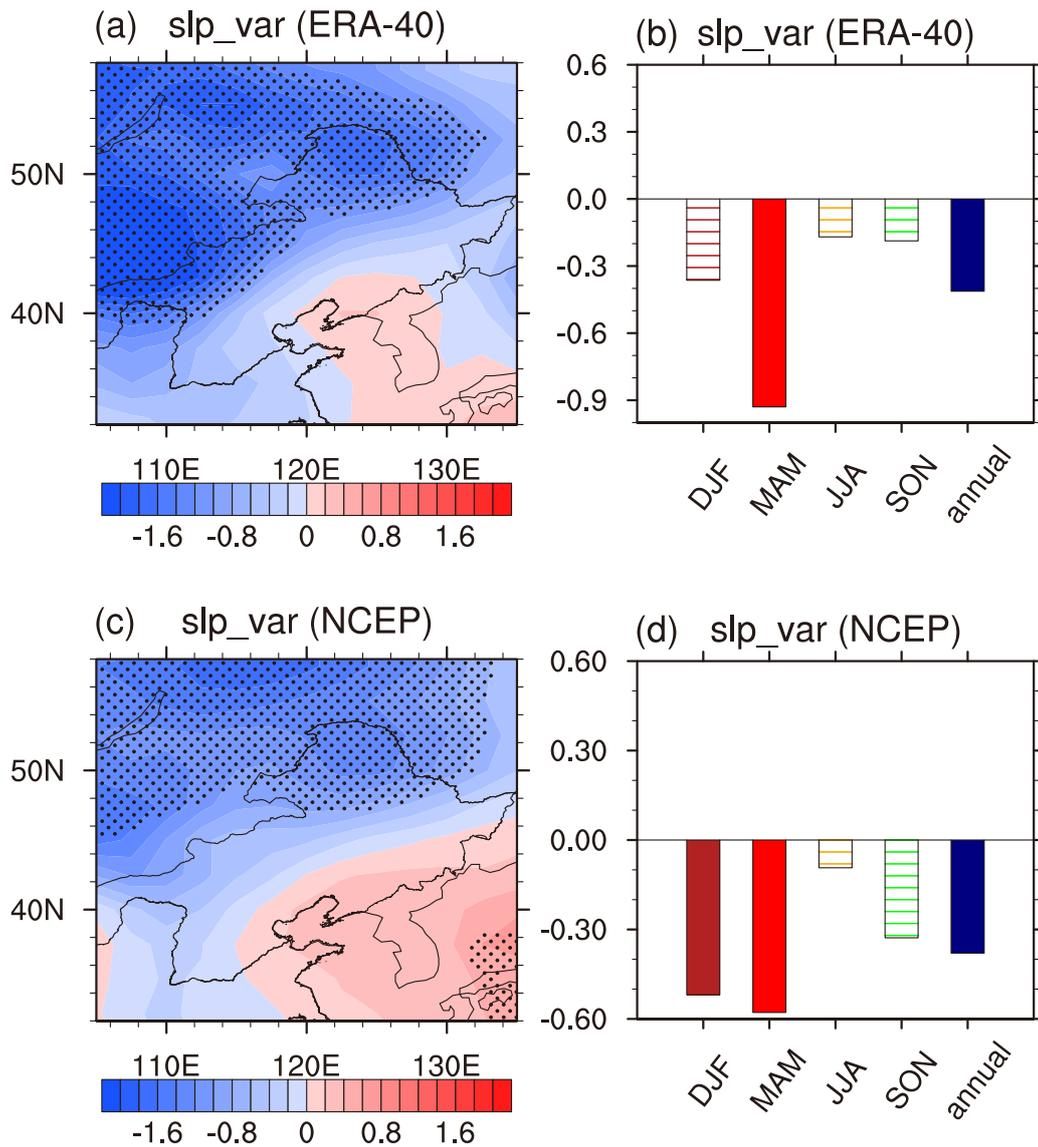 (a) slp_var (ERA-40)
50N
40N
110E 120E 130E
-1.6 -0.8 0 0.8 1.6
(b) slp_var (ERA-40)
0.6
0.3
0.0
-0.3
-0.6
-0.9
DJF MAM JJA SON annual
(c) slp_var (NCEP)
50N
40N
110E 120E 130E
-1.6 -0.8 0 0.8 1.6
(d) slp_var (NCEP)
0.60
0.30
0.00
-0.30
-0.60
DJF MAM JJA SON annual